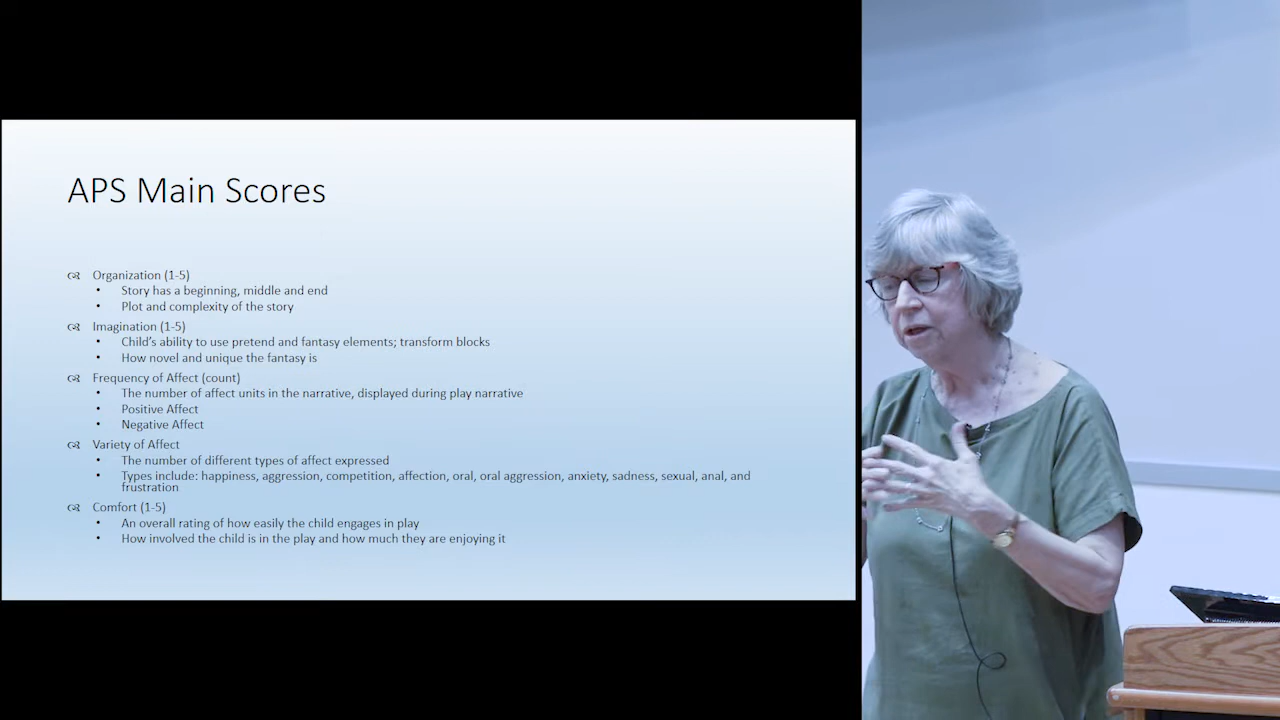 APS Main Scores
Organization (1-5)
• Story has a beginning, middle and end
• Plot and complexity of the story
Imagination (1-5)
• Child's ability to use pretend and fantasy elements; transform blocks
• How novel and unique the fantasy is
Frequency of Affect (count)
• The number of affect units in the narrative, displayed during play narrative
• Positive Affect
• Negative Affect
Variety of Affect
• The number of different types of affect expressed
• Types include: happiness, aggression, competition, affection, oral, oral aggression, anxiety, sadness, sexual, anal, and
frustration
Comfort (1-5)
• An overall rating of how easily the child engages in play
• How involved the child is in the play and how much they are enjoying it